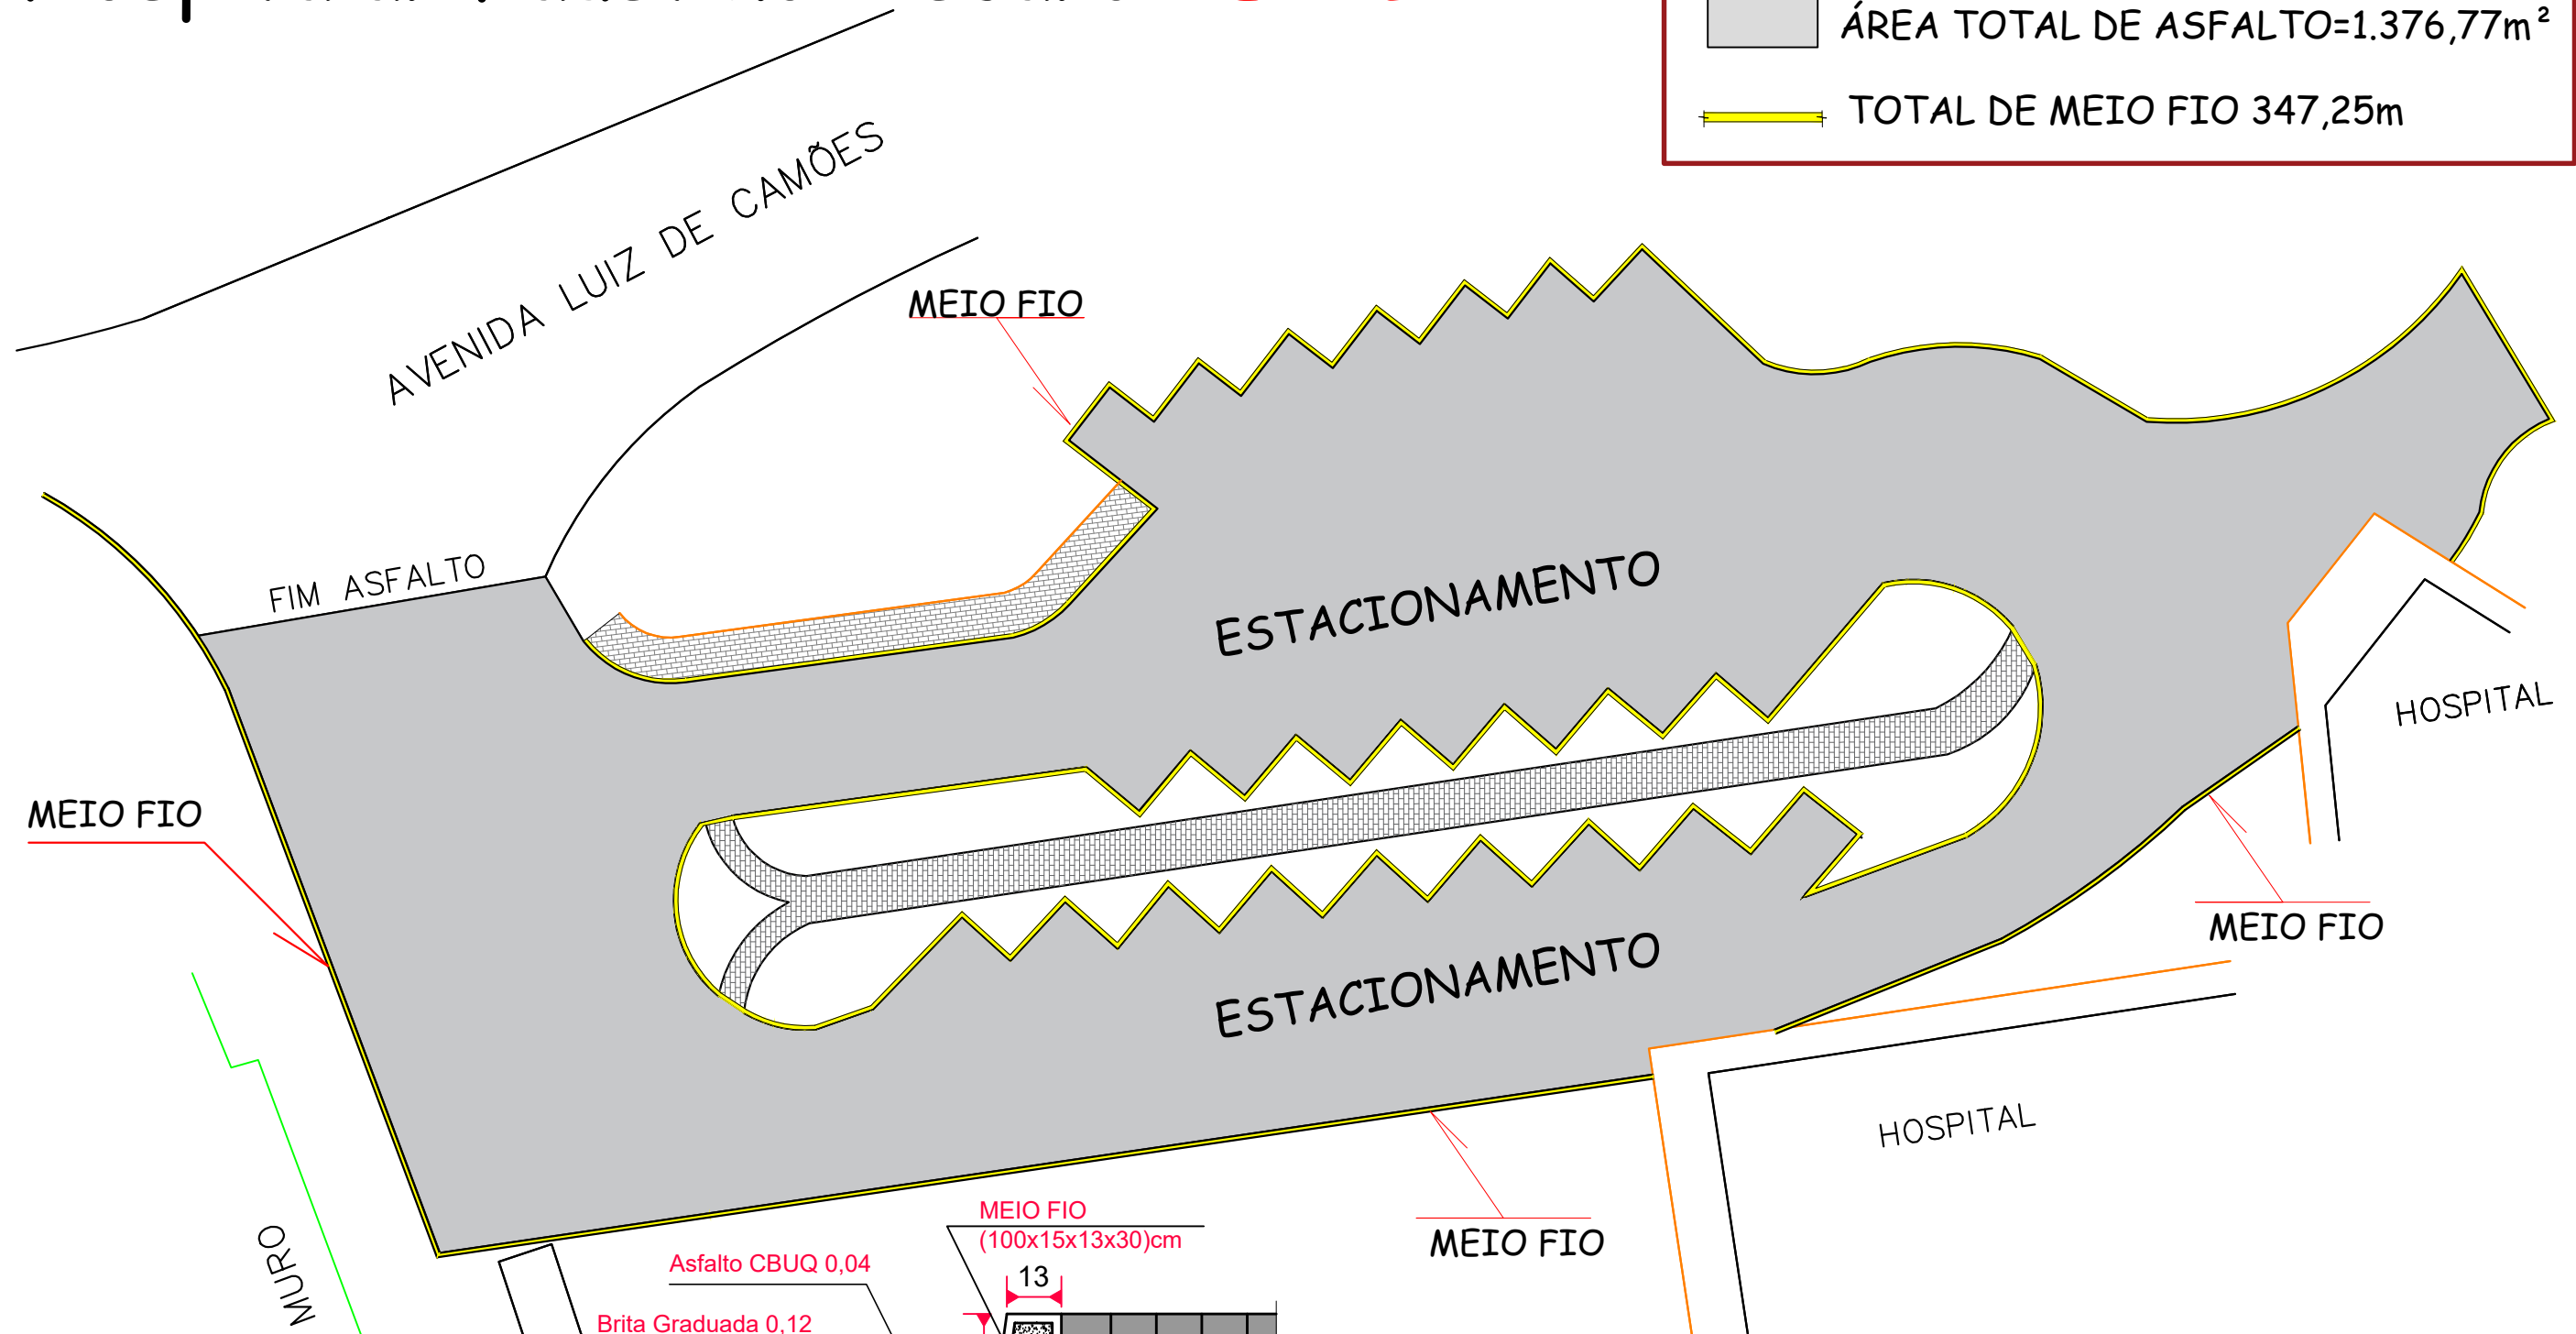 ÁREA TOTAL DE ASFALTO=1.376,77m²
TOTAL DE MEIO FIO 347,25m
AVENIDA LUIZ DE CAMÕES
MEIO FIO
FIM ASFALTO
ESTACIONAMENTO
HOSPITAL
MEIO FIO
MEIO FIO
ESTACIONAMENTO
HOSPITAL
MEIO FIO
MURO
MEIO FIO
(100x15x13x30)cm
Asfalto CBUQ 0,04
13
Brita Graduada 0,12